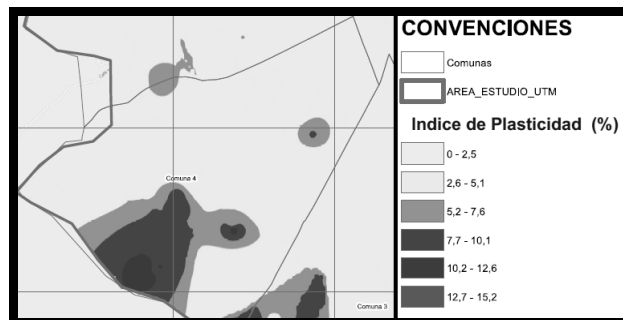 CONVENCIONES
Comunas
AREA_ESTUDIO_UTM
Indice de Plasticidad (%)
0 - 2,5
2,6 - 5,1
5,2 - 7,6
7,7 - 10,1
10,2 - 12,6
12,7 - 15,2
Comuna 4
Comuna 3